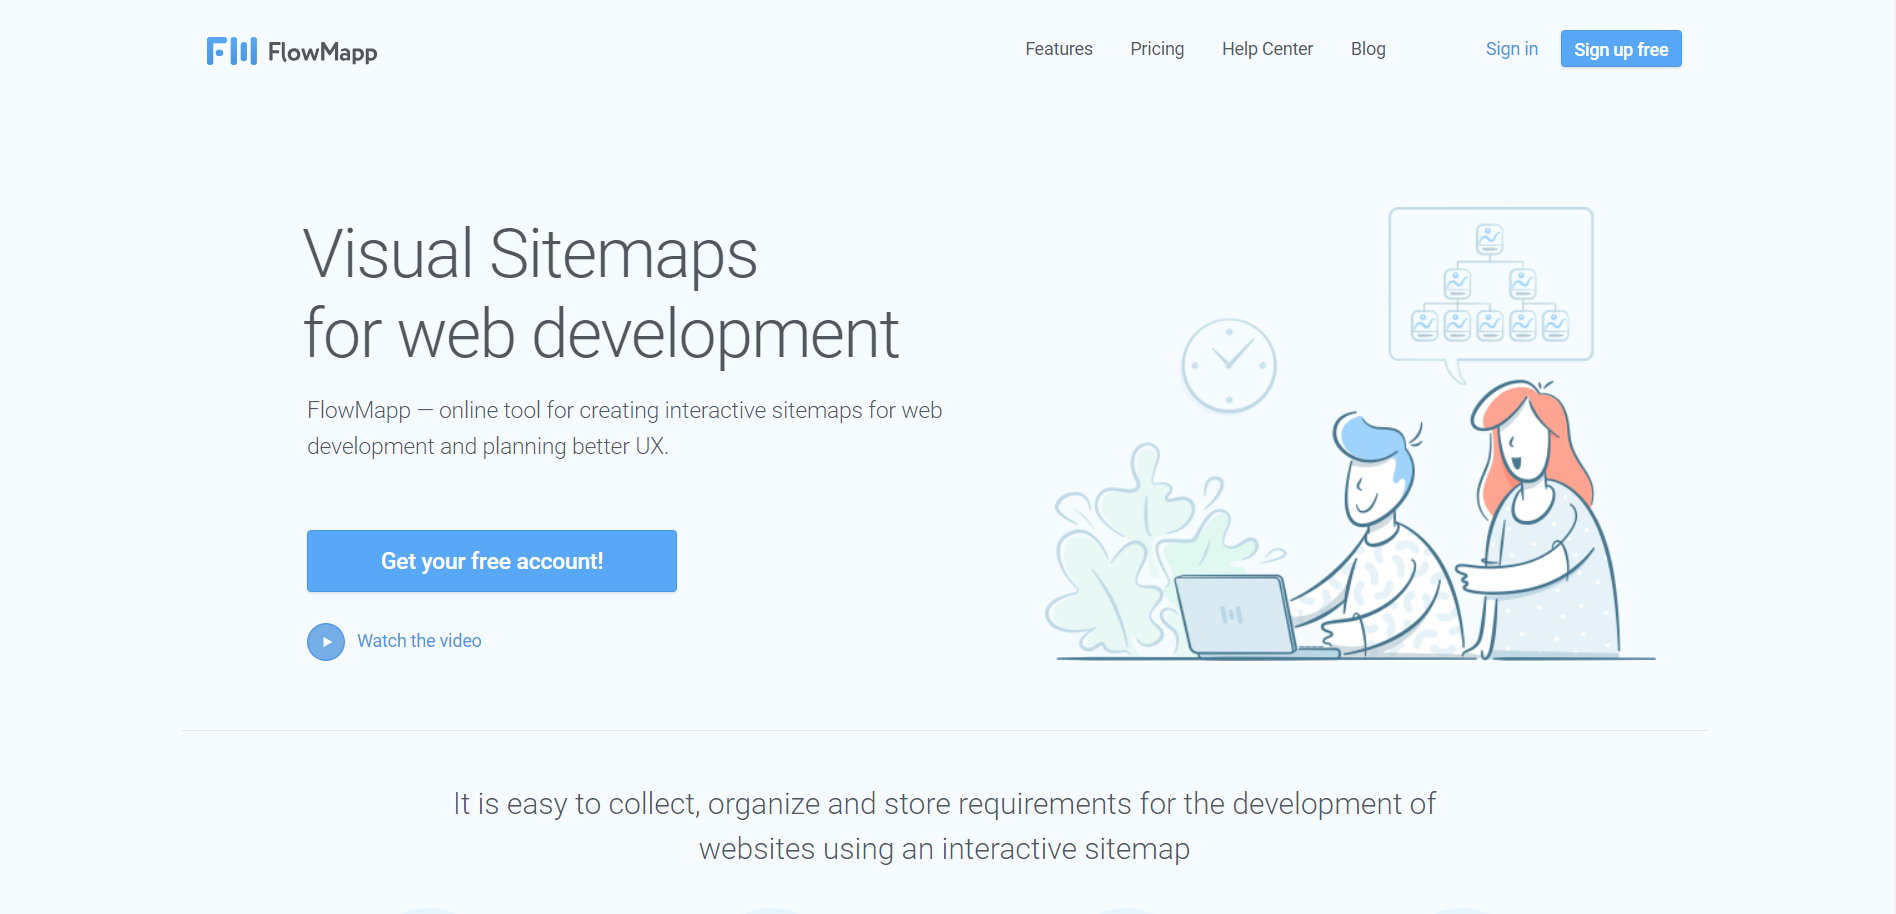 FlowMapp
Features
Pricing
Help Center
Blog
Sign in
Sign up free
Visual Sitemaps
for web development
FlowMapp — online tool for creating interactive sitemaps for web
development and planning better UX.
Get your free account!
Watch the video
It is easy to collect, organize and store requirements for the development of
websites using an interactive sitemap